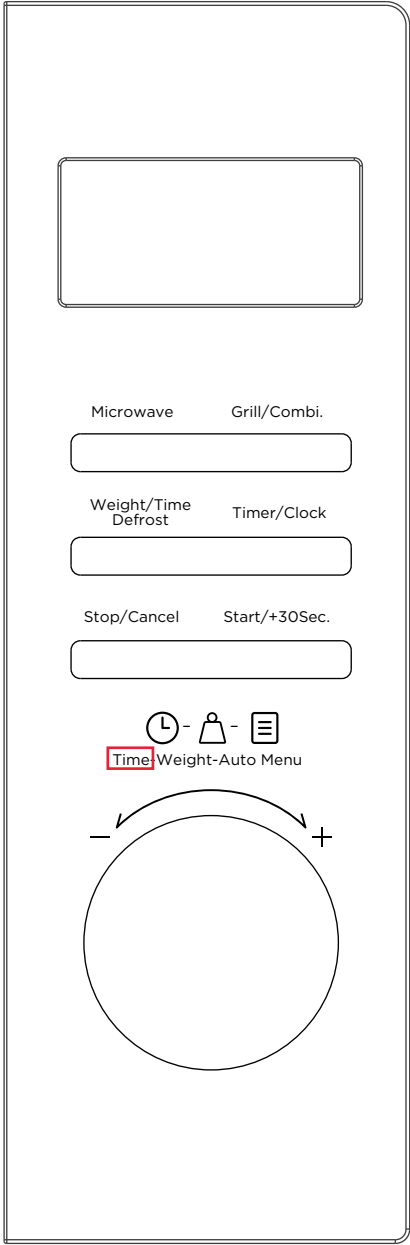 Microwave Grill/Combi.
Weight/Time Defrost Timer/Clock
Stop/Cancel Start/+30Sec.
- -
Time-Weight-Auto Menu
- +